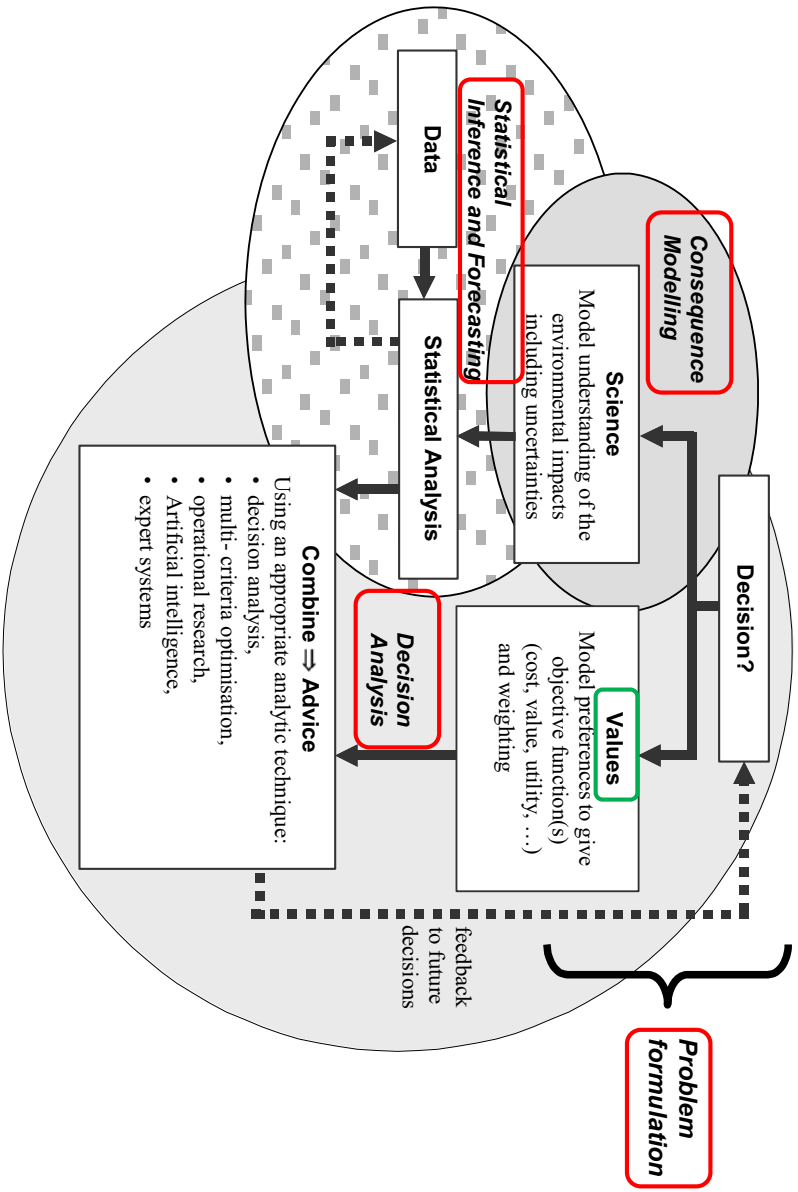 Decision?
Problem
formulation
Consequence
Modelling
Science
Model understanding of the
environmental impacts
including uncertainties
Values
Model preferences to give
objective function(s)
(cost, value, utility, …)
and weighting
Statistical
Inference and Forecasting
Data
Statistical Analysis
Decision
Analysis
feedback
to future
decisions
Combine ⇒ Advice
Using an appropriate analytic technique:
• decision analysis,
• multi- criteria optimisation,
• operational research,
• Artificial intelligence,
• expert systems